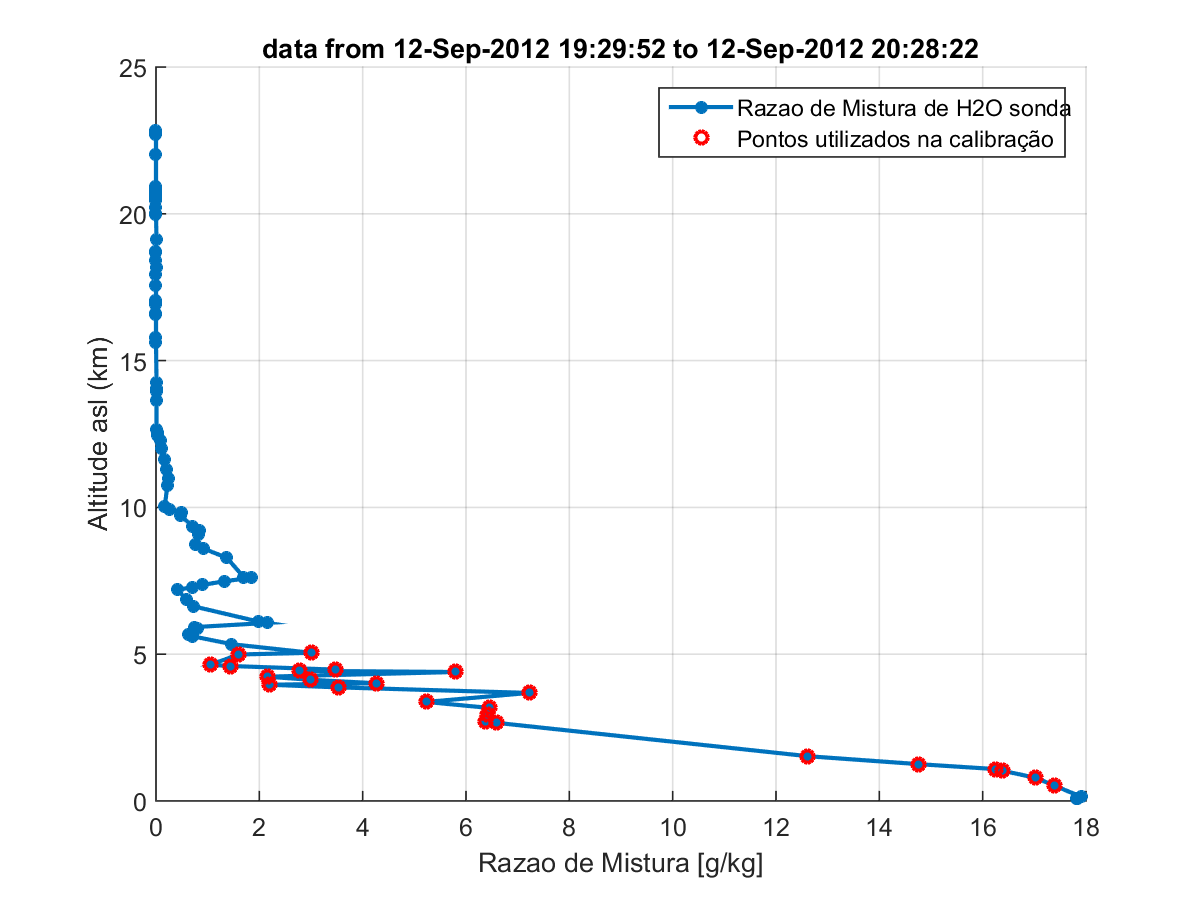 data from 12-Sep-2012 19:29:52 to 12-Sep-2012 20:28:22
Razao de Mistura de H2O sonda
Pontos utilizados na calibração
25
20
15
10
5
0
Altitude asl (km)
0 2 4 6 8 10 12 14 16 18
Razao de Mistura [g/kg]